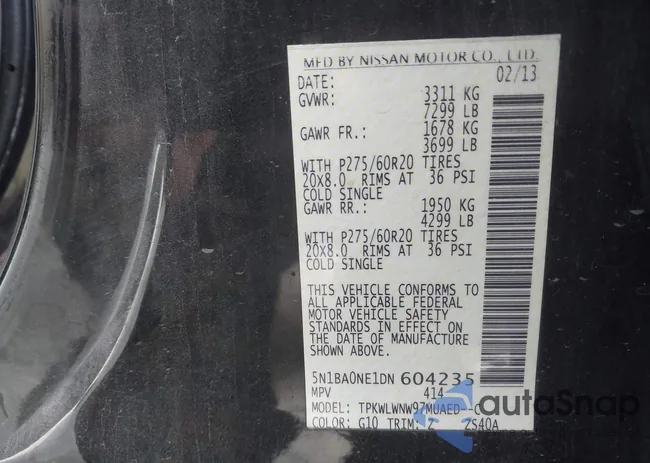 MFD BY NISSAN MOTOR CO., LTD.
DATE: 02/13
GVWR: 3311 KG
7299 LB
GAWR FR.: 1678 KG
3699 LB
WITH P275/60R20 TIRES
20X8.0 RIMS AT 36 PSI
COLD SINGLE
GAWR RR.: 1950 KG
4299 LB
WITH P275/60R20 TIRES
20X8.0 RIMS AT 36 PSI
COLD SINGLE
THIS VEHICLE CONFORMS TO
ALL APPLICABLE FEDERAL
MOTOR VEHICLE SAFETY
STANDARDS IN EFFECT ON
THE DATE OF MANUFACTURE
SHOWN ABOVE.
5N1BA0NE1DN 604235
MPV 414
MODEL: TPKWLWNW97MUAED--C
COLOR: G10 TRIM: Z ZS40A
autoSnap